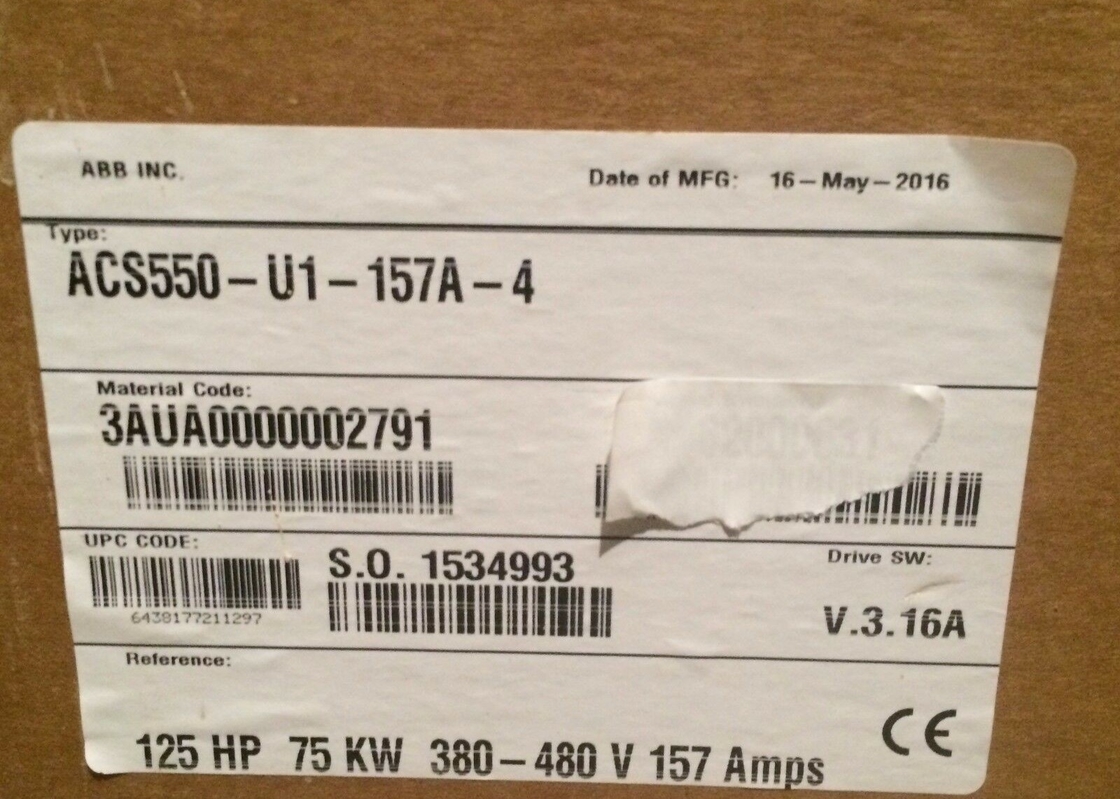 ABB INC.
Date of MFG: 16-May-2016
Type:
ACS550-U1-157A-4
Material Code:
3AUA0000002791
UPC CODE:
6438177211297
S.O. 1534993
Drive SW:
V.3.16A
Reference:
CE
125 HP 75 KW 380-480 V 157 Amps